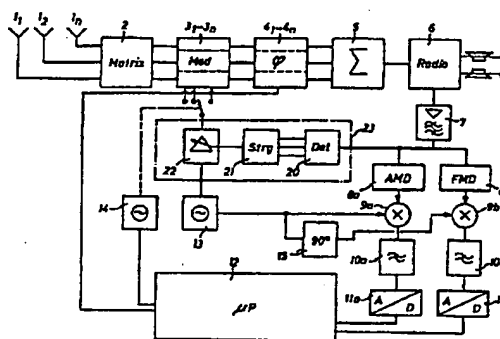 1₁ 1₂ 1ₙ 2 3₁-3ₙ 4₁-4ₙ 5 6
Matrix Mod φ Σ Radio
7
23
22 Strg 21 Det 20
8a AMD FMD
14 13 9a 9b
15 90°
10a 10
12 11a A/D A/D
μP